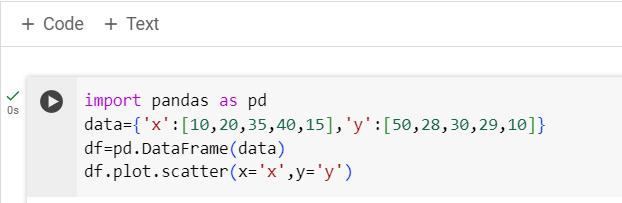 + Code + Text
0s
import pandas as pd
data={'x':[10,20,35,40,15],'y':[50,28,30,29,10]}
df=pd.DataFrame(data)
df.plot.scatter(x='x',y='y')